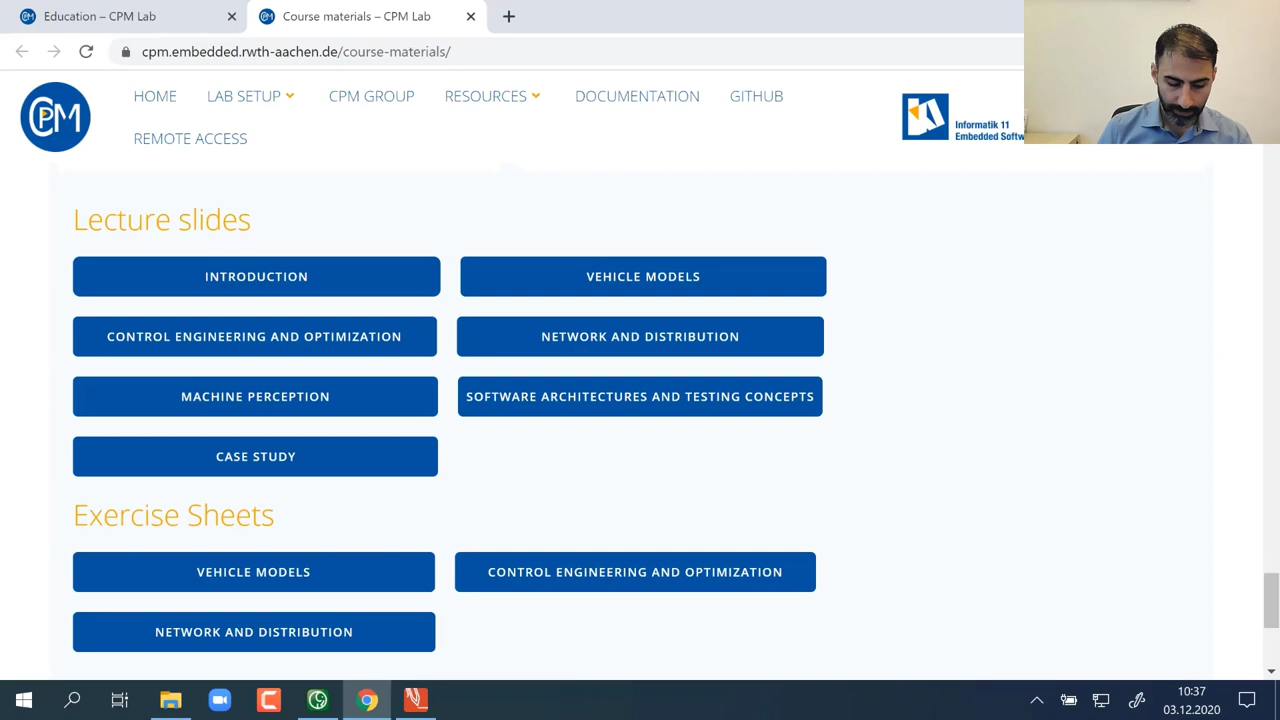 Education – CPM Lab
Course materials – CPM Lab
cpm.embedded.rwth-aachen.de/course-materials/
CPM
HOME
LAB SETUP
CPM GROUP
RESOURCES
DOCUMENTATION
GITHUB
REMOTE ACCESS
Informatik 11
Embedded Softw
Lecture slides
INTRODUCTION
VEHICLE MODELS
CONTROL ENGINEERING AND OPTIMIZATION
NETWORK AND DISTRIBUTION
MACHINE PERCEPTION
SOFTWARE ARCHITECTURES AND TESTING CONCEPTS
CASE STUDY
Exercise Sheets
VEHICLE MODELS
CONTROL ENGINEERING AND OPTIMIZATION
NETWORK AND DISTRIBUTION
10:37
03.12.2020